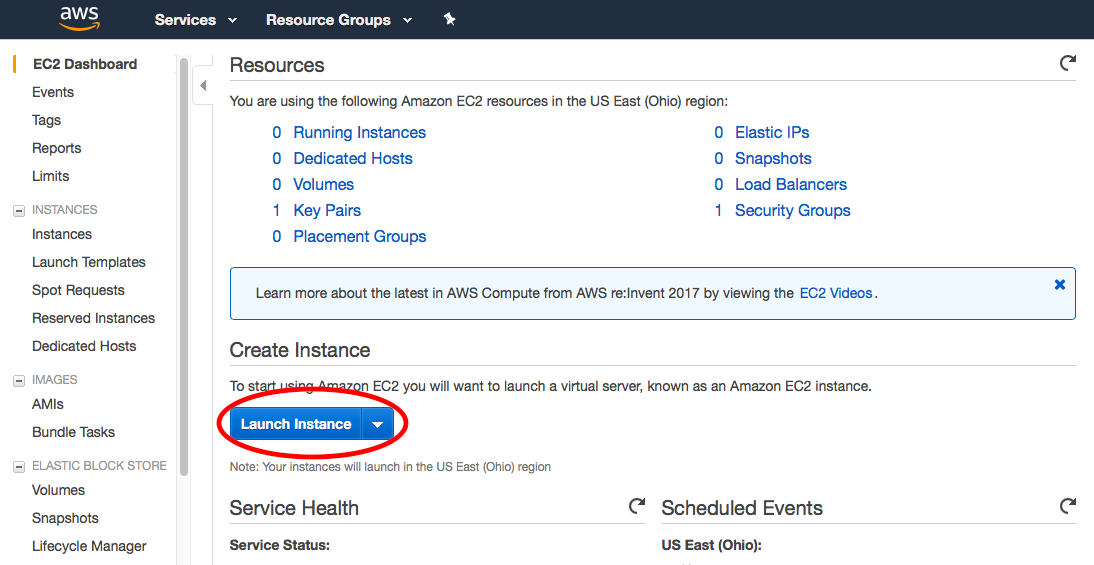 aws
Services
Resource Groups
EC2 Dashboard
Events
Tags
Reports
Limits
INSTANCES
Instances
Launch Templates
Spot Requests
Reserved Instances
Dedicated Hosts
IMAGES
AMIs
Bundle Tasks
ELASTIC BLOCK STORE
Volumes
Snapshots
Lifecycle Manager
Resources
You are using the following Amazon EC2 resources in the US East (Ohio) region:
0 Running Instances
0 Dedicated Hosts
0 Volumes
1 Key Pairs
0 Placement Groups
0 Elastic IPs
0 Snapshots
0 Load Balancers
1 Security Groups
Learn more about the latest in AWS Compute from AWS re:Invent 2017 by viewing the EC2 Videos.
Create Instance
To start using Amazon EC2 you will want to launch a virtual server, known as an Amazon EC2 instance.
Launch Instance
Note: Your instances will launch in the US East (Ohio) region
Service Health
Service Status:
Scheduled Events
US East (Ohio):